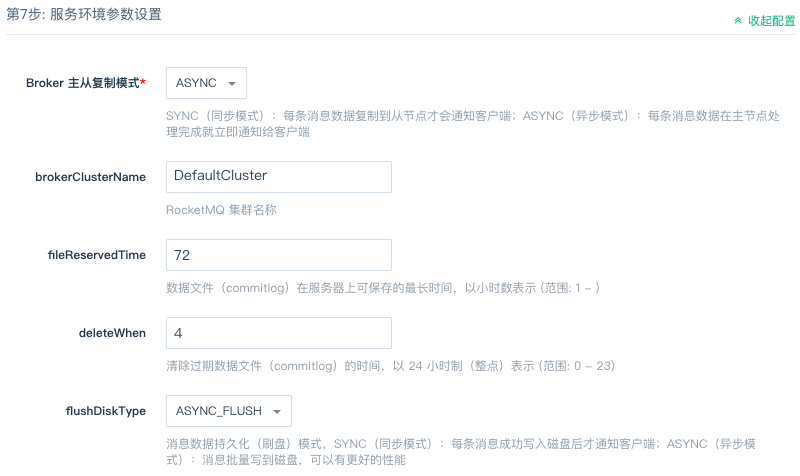 第7步: 服务环境参数设置
收起配置
Broker 主从复制模式*
ASYNC
SYNC（同步模式）：每条消息数据复制到从节点才会通知客户端；ASYNC（异步模式）：每条消息数据在主节点处
理完成就立即通知给客户端
brokerClusterName
DefaultCluster
RocketMQ 集群名称
fileReservedTime
72
数据文件（commitlog）在服务器上可保存的最长时间，以小时数表示 (范围: 1 - )
deleteWhen
4
清除过期数据文件（commitlog）的时间，以 24 小时制（整点）表示 (范围: 0 - 23)
flushDiskType
ASYNC_FLUSH
消息数据持久化（刷盘）模式，SYNC（同步模式）：每条消息成功写入磁盘后才通知客户端；ASYNC（异步模
式）：消息批量写到磁盘，可以有更好的性能